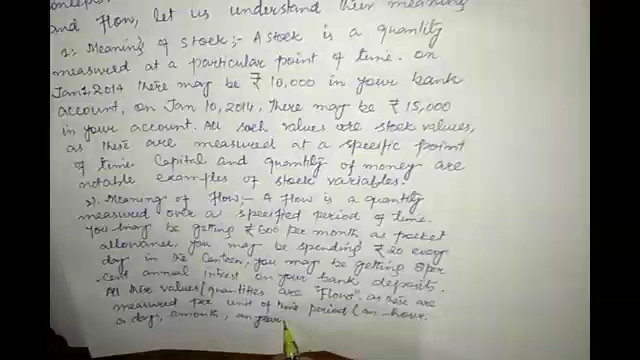 and Flow, let us understand their meaning
1. Meaning of Stock;- A stock is a quantity
measured at a particular point of time. On
Jan 1, 2014 there may be ₹ 10,000 in your bank
account, on Jan 10, 2014, there may be ₹ 15,000
in your account. All such values are stock values,
as these are measured at a specific point
of time. Capital and quantity of money are
notable examples of stock variables.
2). Meaning of Flow;- A flow is a quantity
measured over a specified period of time.
You may be getting ₹ 600 per month as pocket
allowance, you may be spending ₹ 20 every
day in the Canteen, you may be getting 8 per
-cent annual intrest on your bank deposits.
All these values/quantities are "Flows" as these are
measured per unit of time period (an hour
a day, a month, an year